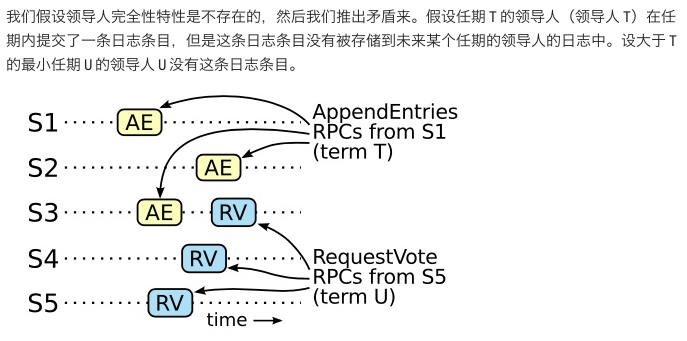 我们假设领导人完全性特性是不存在的，然后我们推出矛盾来。假设任期 T 的领导人（领导人 T）在任
期内提交了一条日志条目，但是这条日志条目没有被存储到未来某个任期的领导人的日志中。设大于 T
的最小任期 U 的领导人 U 没有这条日志条目。
S1 AE
AppendEntries
RPCs from S1
(term T)
S2 AE
S3 AE RV
S4 RV
RequestVote
RPCs from S5
(term U)
S5 RV
time